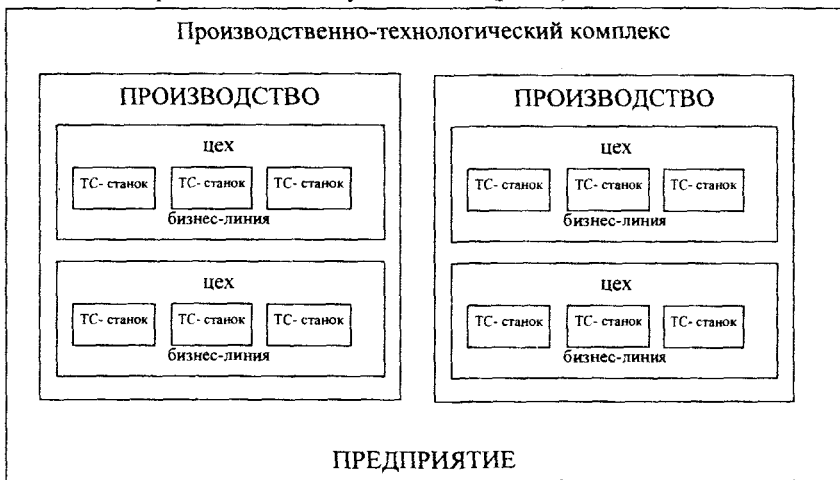 Производственно-технологический комплекс
ПРОИЗВОДСТВО
цех
ТС- станок ТС- станок ТС- станок
бизнес-линия
цех
ТС- станок ТС- станок ТС- станок
бизнес-линия
ПРОИЗВОДСТВО
цех
ТС- станок ТС- станок ТС- станок
бизнес-линия
цех
ТС- станок ТС- станок ТС- станок
бизнес-линия
ПРЕДПРИЯТИЕ